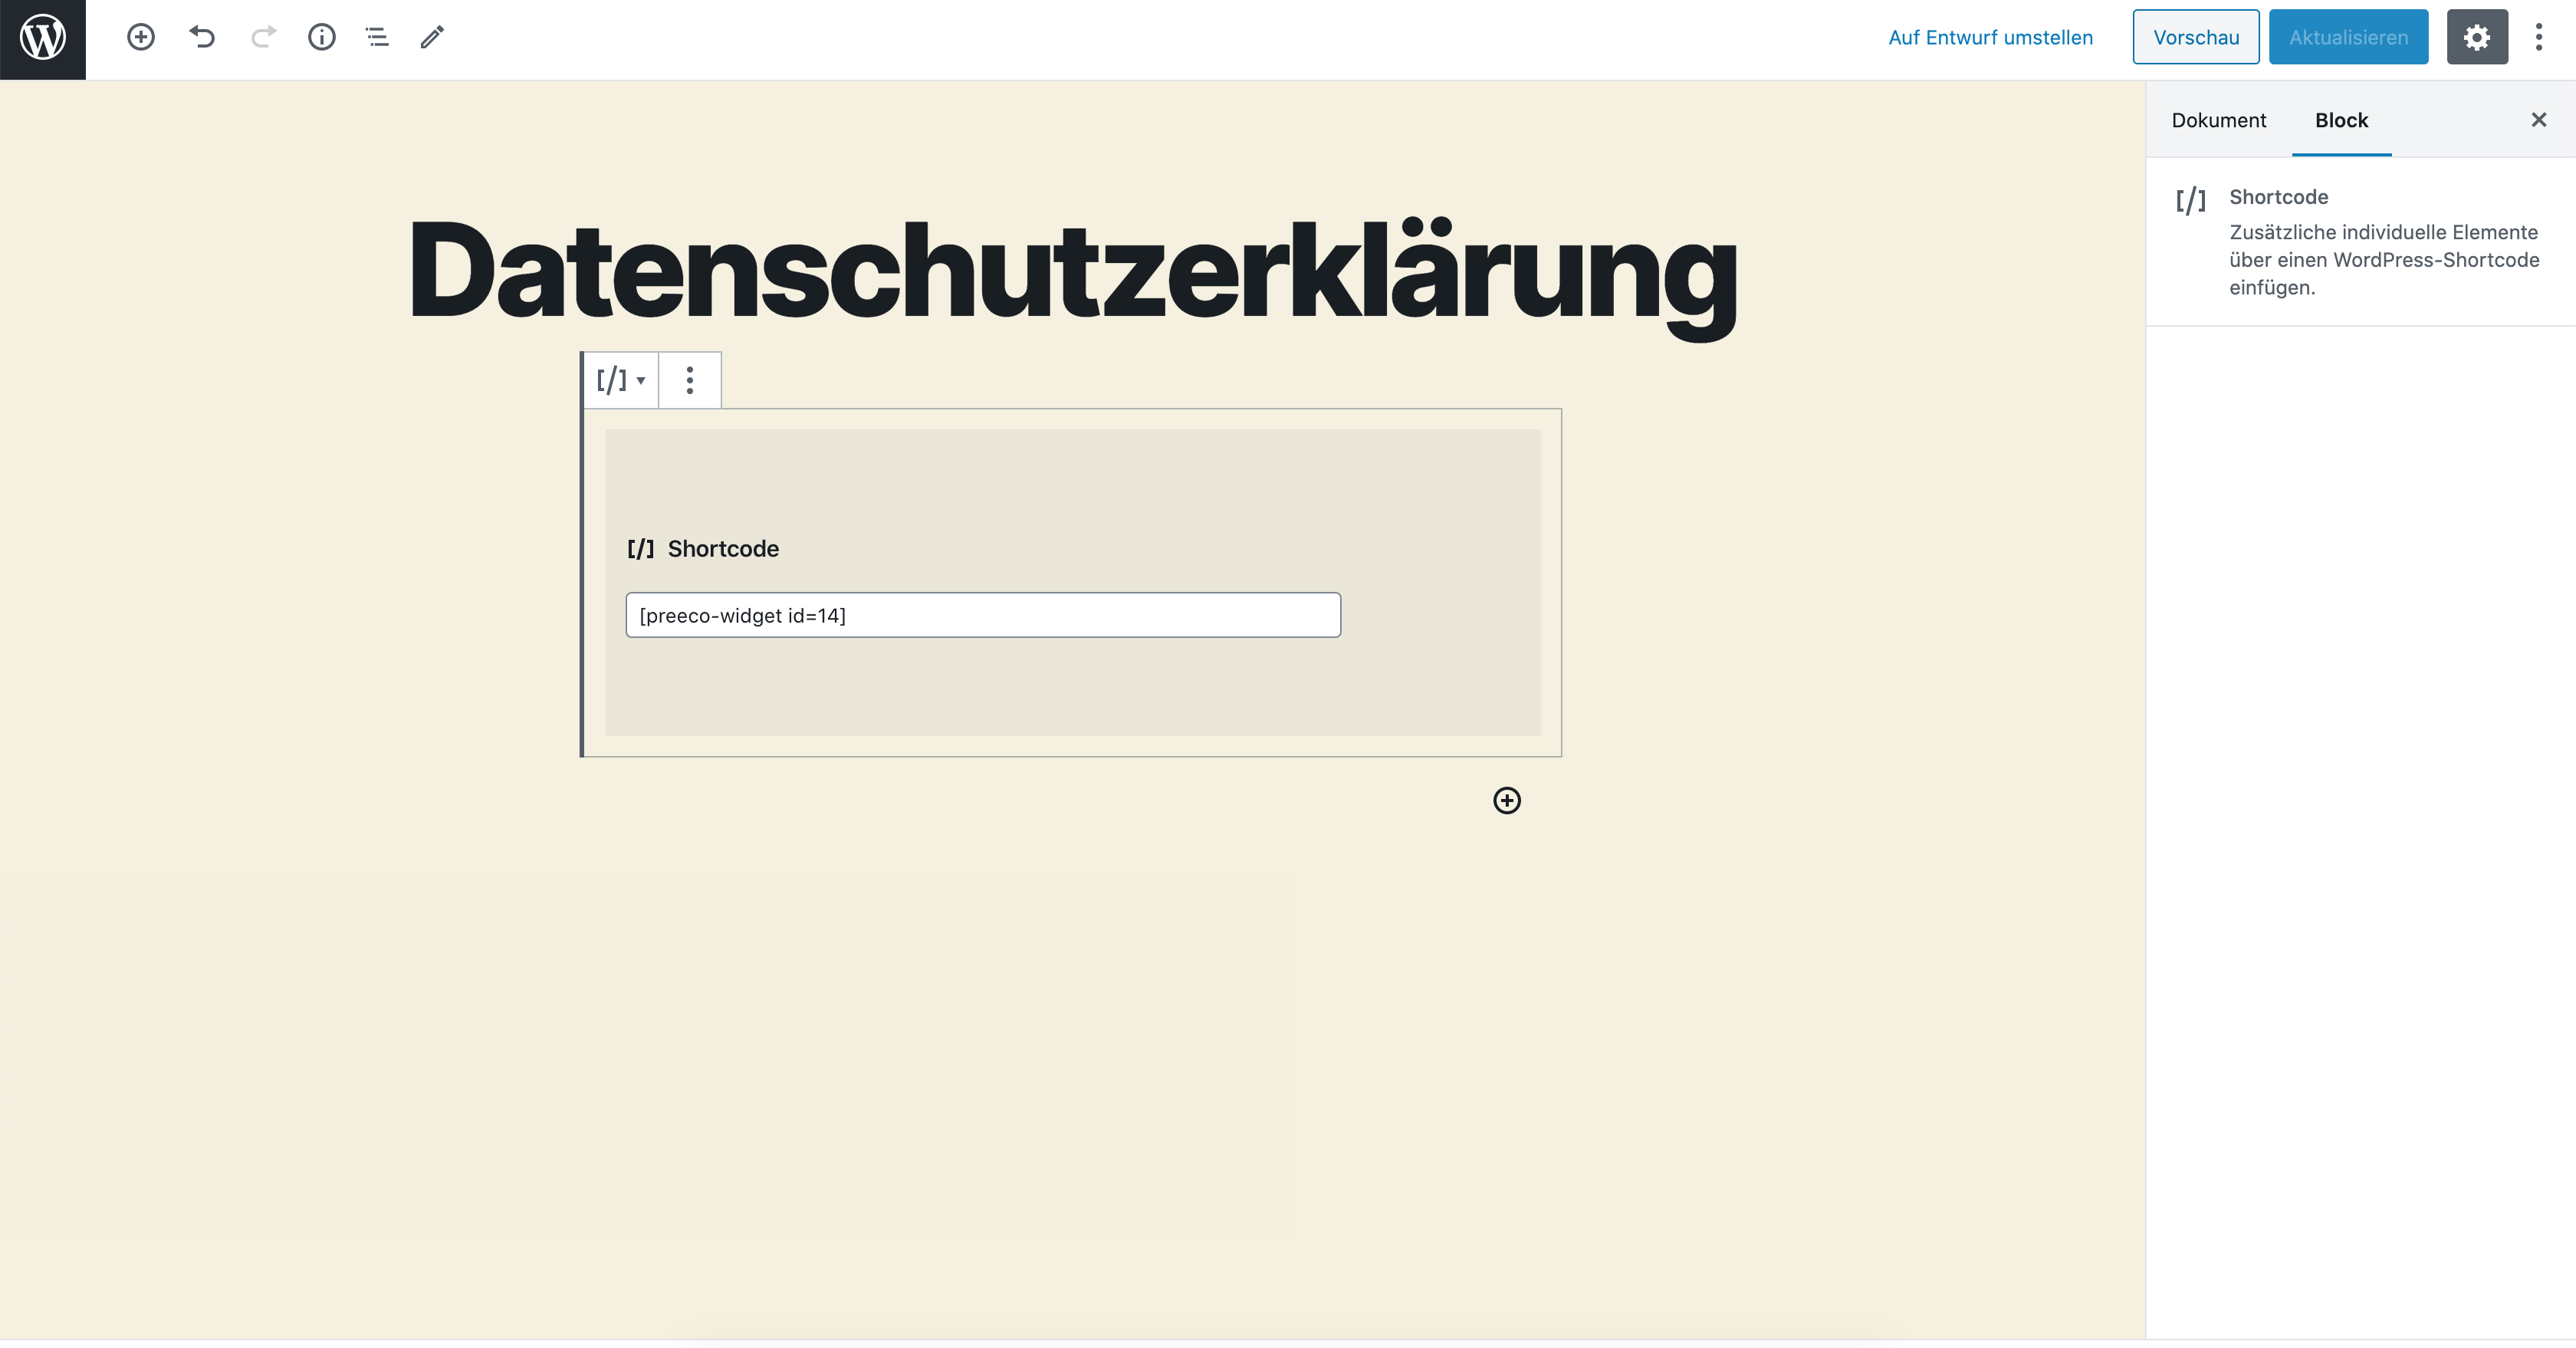 Auf Entwurf umstellen
Vorschau
Aktualisieren
Dokument
Block
Shortcode
Zusätzliche individuelle Elemente
über einen WordPress-Shortcode
einfügen.
Datenschutzerklärung
[/]
Shortcode
[preeco-widget id=14]